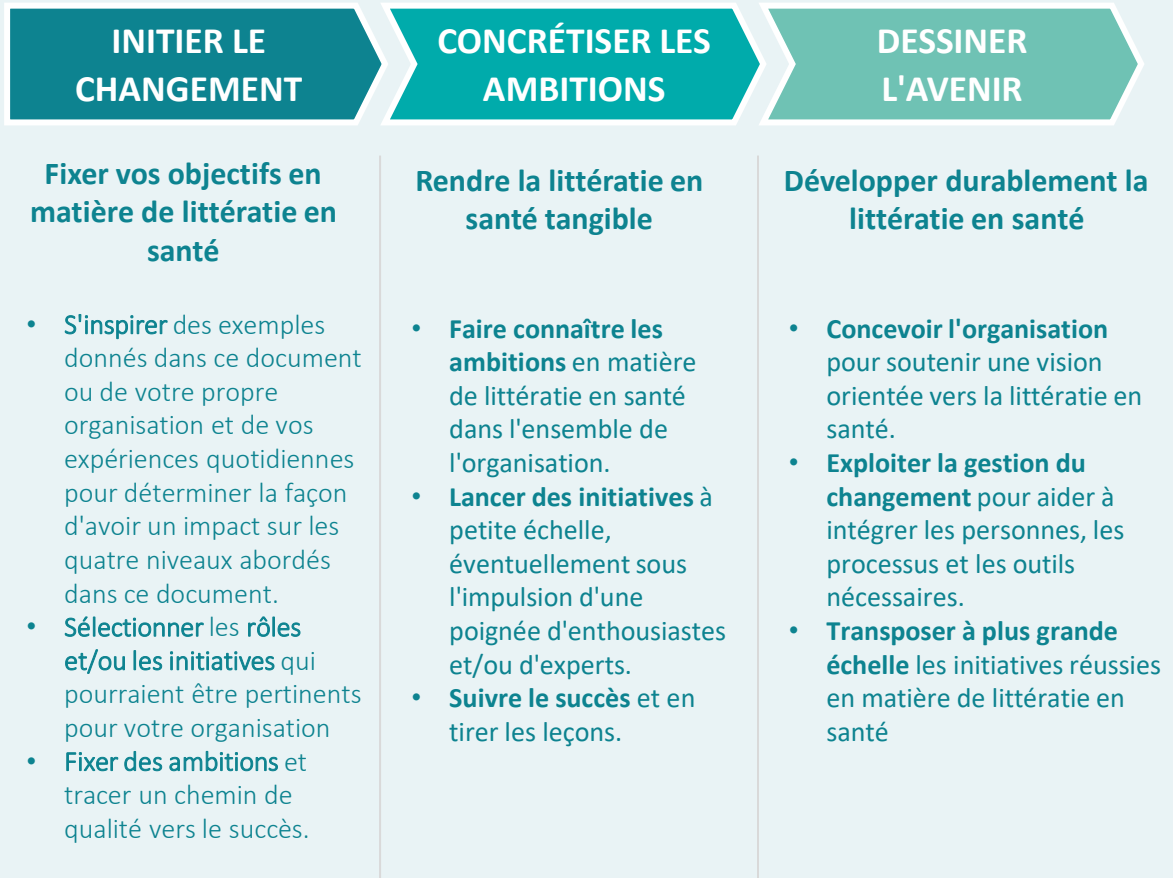 INITIER LE
CHANGEMENT
CONCRÉTISER LES
AMBITIONS
DESSINER
L'AVENIR
Fixer vos objectifs en
matière de littératie en
santé
• S'inspirer des exemples
donnés dans ce document
ou de votre propre
organisation et de vos
expériences quotidiennes
pour déterminer la façon
d'avoir un impact sur les
quatre niveaux abordés
dans ce document.
• Sélectionner les rôles
et/ou les initiatives qui
pourraient être pertinents
pour votre organisation
• Fixer des ambitions et
tracer un chemin de
qualité vers le succès.
Rendre la littératie en
santé tangible
• Faire connaître les
ambitions en matière
de littératie en santé
dans l'ensemble de
l'organisation.
• Lancer des initiatives à
petite échelle,
éventuellement sous
l'impulsion d'une
poignée d'enthousiastes
et/ou d'experts.
• Suivre le succès et en
tirer les leçons.
Développer durablement la
littératie en santé
• Concevoir l'organisation
pour soutenir une vision
orientée vers la littératie en
santé.
• Exploiter la gestion du
changement pour aider à
intégrer les personnes, les
processus et les outils
nécessaires.
• Transposer à plus grande
échelle les initiatives réussies
en matière de littératie en
santé